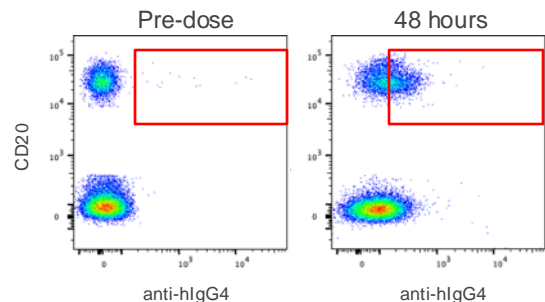 Pre-dose 48 hours
CD20
10⁵ 10⁵
10⁴ 10⁴
10³ 10³
0 0
0 10³ 10⁴ 0 10³ 10⁴
anti-hIgG4 anti-hIgG4